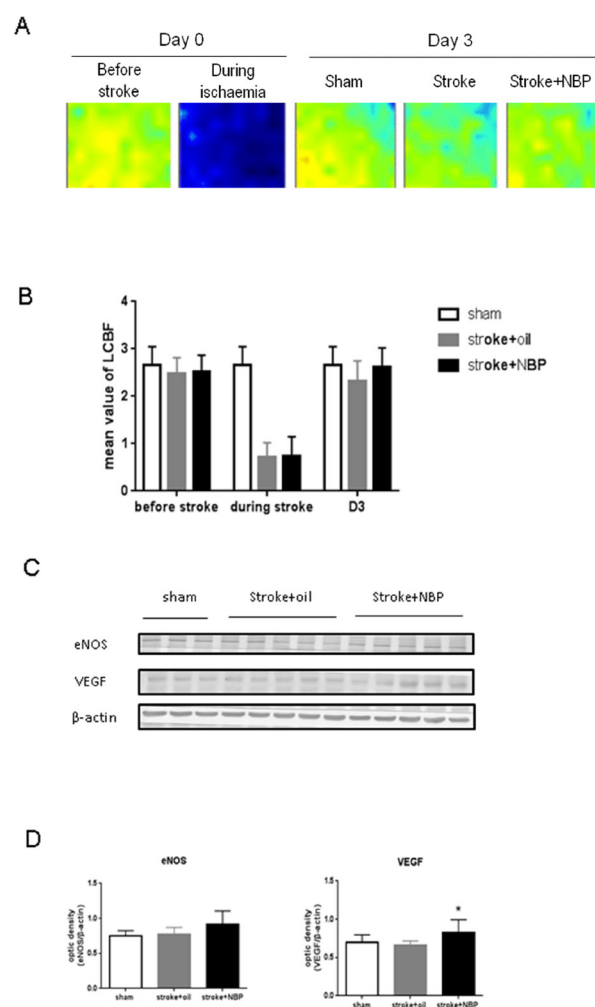 A
Day 0
Day 3
Before
stroke
During
ischaemia
Sham
Stroke
Stroke+NBP
B
mean value of LCBF
4
3
2
1
0
before stroke
during stroke
D3
sham
stroke+oil
stroke+NBP
C
sham
Stroke+oil
Stroke+NBP
eNOS
VEGF
β-actin
D
eNOS
optic density
(eNOS/β-actin)
1.5
1.0
0.5
0.0
sham
stroke+oil
stroke+NBP
VEGF
optic density
(VEGF/β-actin)
1.5
1.0
0.5
0.0
*
sham
stroke+oil
stroke+NBP